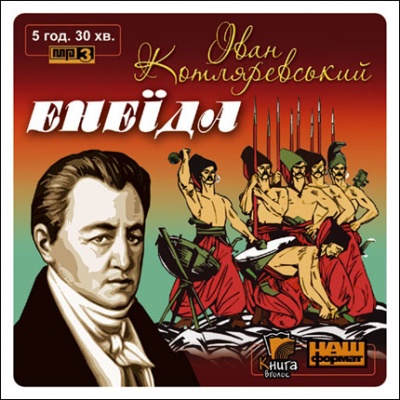 5 год. 30 хв.
mp3
Іван
Котляревський
ЕНЕЇДА
Книга
вголос
НАШ
формат